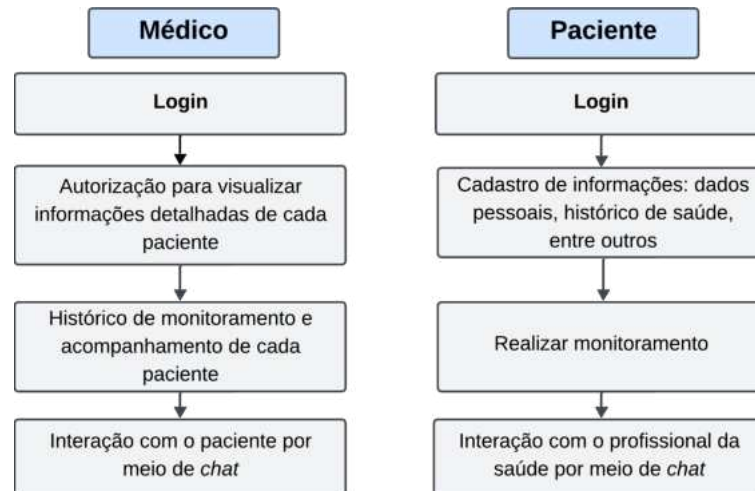 Médico
Login
Autorização para visualizar
informações detalhadas de cada
paciente
Histórico de monitoramento e
acompanhamento de cada
paciente
Interação com o paciente por
meio de chat
Paciente
Login
Cadastro de informações: dados
pessoais, histórico de saúde,
entre outros
Realizar monitoramento
Interação com o profissional da
saúde por meio de chat